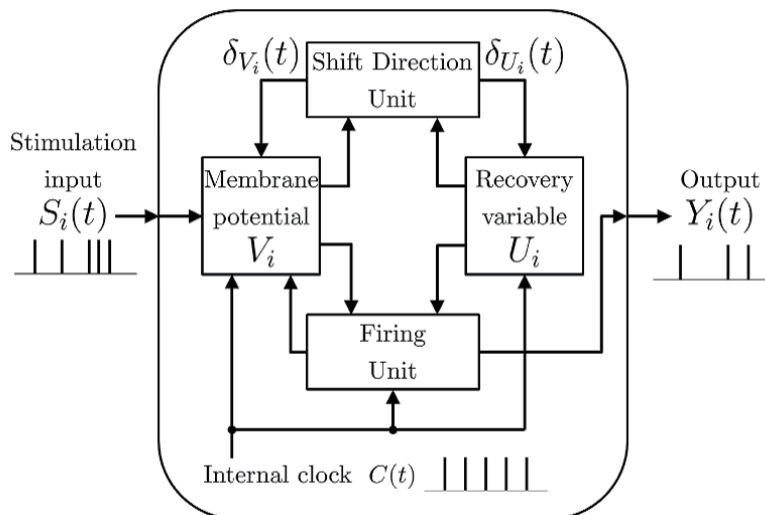 δ_{V_i}(t)
Shift Direction
Unit
δ_{U_i}(t)
Stimulation
input
S_i(t)
Membrane
potential
V_i
Recovery
variable
U_i
Output
Y_i(t)
Firing
Unit
Internal clock C(t)